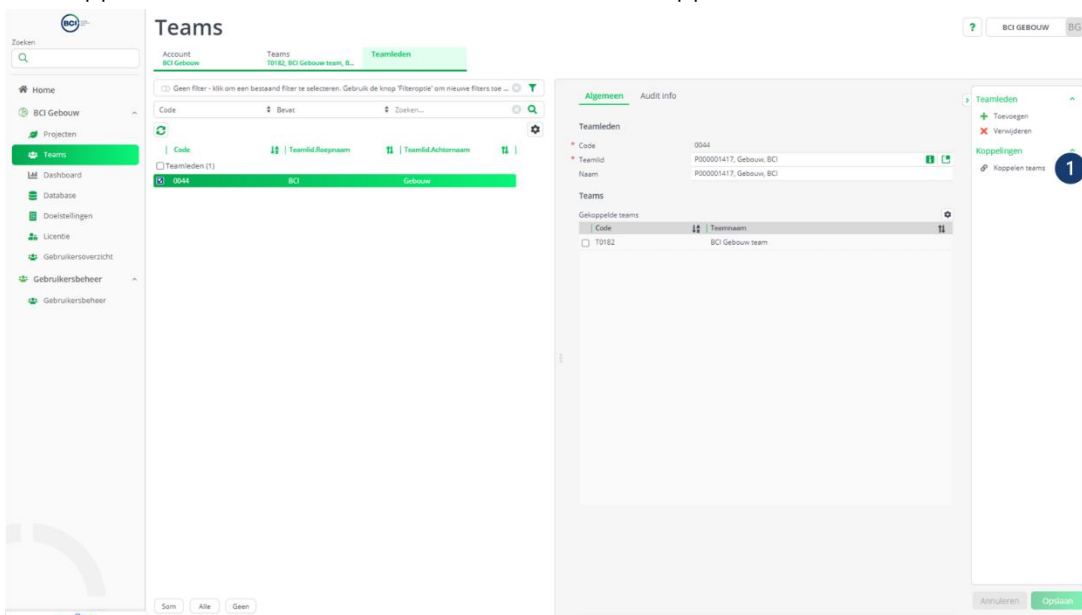 BCI
Teams
?
BCI GEBOUW
BG
Zoeken
Account
BCI Gebouw
Teams
T0182, BCI Gebouw team, B...
Teamleden
Home
BCI Gebouw
Projecten
Teams
Dashboard
Database
Doelstellingen
Licentie
Gebruikersoverzicht
Gebruikersbeheer
Gebruikersbeheer
Geen filter - klik om een bestaand filter te selecteren. Gebruik de knop 'Filteroptie' om nieuwe filters toe ...
Code
Bevat
Zoeken...
Code
Teamlid.Roepnaam
Teamlid.Achternaam
Teamleden (1)
0044
BCI
Gebouw
Som
Alle
Geen
Algemeen
Audit info
Teamleden
* Code
0044
* Teamlid
P000001417, Gebouw, BCI
Naam
P000001417, Gebouw, BCI
Teams
Gekoppelde teams
Code
Teamnaam
T0182
BCI Gebouw team
Teamleden
Toevoegen
Verwijderen
Koppelingen
Koppelen teams
1
Annuleren
Opslaan